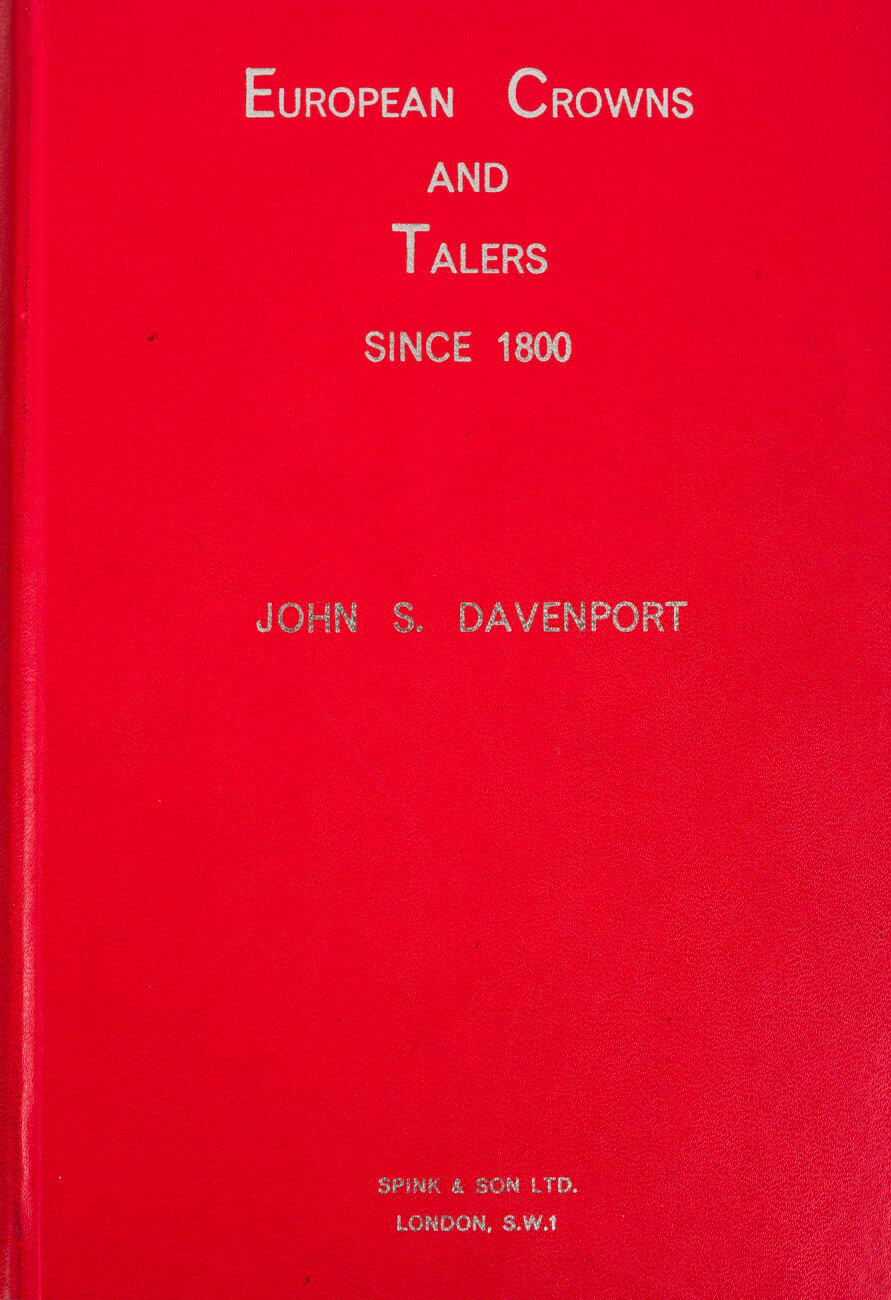 EUROPEAN CROWNS
AND
TALERS
SINCE 1800
JOHN S. DAVENPORT
SPINK & SON LTD.
LONDON, S.W.1